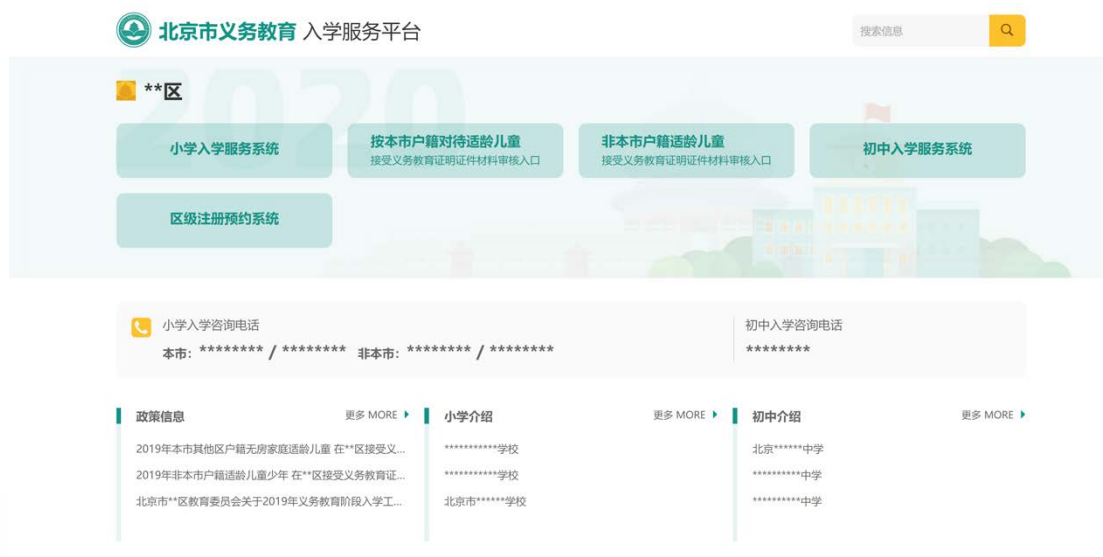 北京市义务教育 入学服务平台
搜索信息
2020
**区
小学入学服务系统
按本市户籍对待适龄儿童
接受义务教育证明证件材料审核入口
非本市户籍适龄儿童
接受义务教育证明证件材料审核入口
初中入学服务系统
区级注册预约系统
小学入学咨询电话
本市: ******** / ******** 非本市: ******** / ********
初中入学咨询电话
********
政策信息 更多 MORE
2019年本市其他区户籍无房家庭适龄儿童 在**区接受义...
2019年非本市户籍适龄儿童少年 在**区接受义务教育证...
北京市**区教育委员会关于2019年义务教育阶段入学工...
小学介绍 更多 MORE
***********学校
***********学校
北京市******学校
初中介绍 更多 MORE
北京******中学
**********中学
**********中学